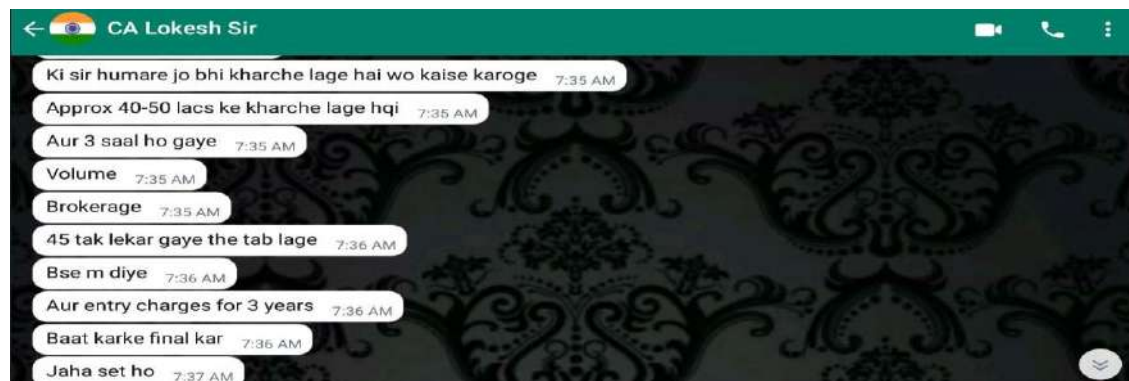 CA Lokesh Sir
Ki sir humare jo bhi kharche lage hai wo kaise karoge 7:35 AM
Approx 40-50 lacs ke kharche lage hqi 7:35 AM
Aur 3 saal ho gaye 7:35 AM
Volume 7:35 AM
Brokerage 7:35 AM
45 tak lekar gaye the tab lage 7:36 AM
Bse m diye 7:36 AM
Aur entry charges for 3 years 7:36 AM
Baat karke final kar 7:36 AM
Jaha set ho 7:37 AM